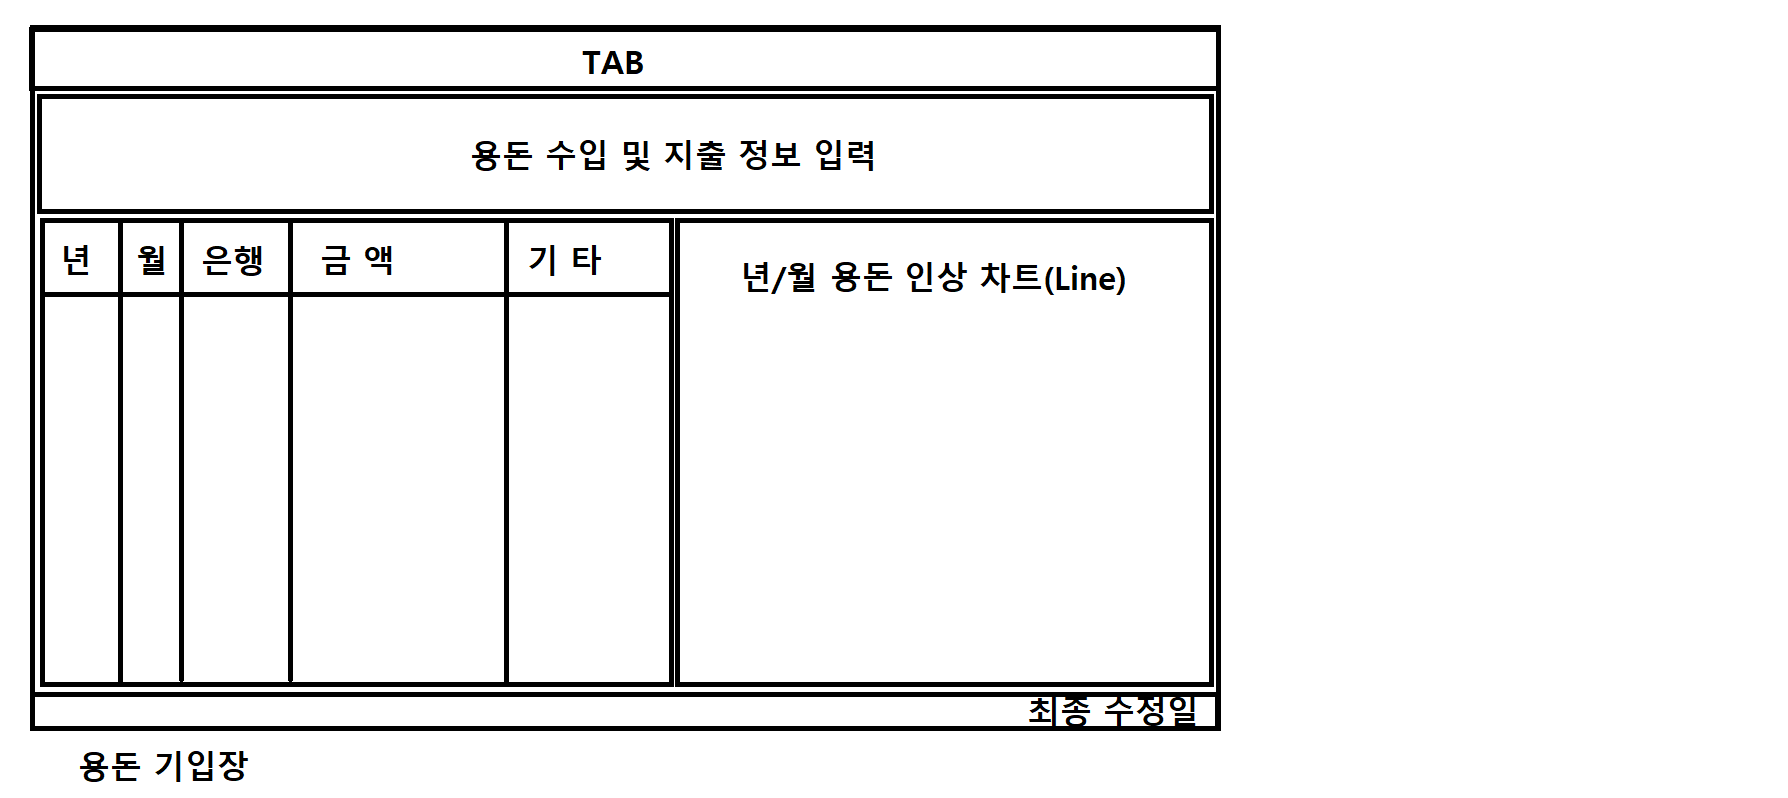 TAB
용돈 수입 및 지출 정보 입력
년 월 은행 금 액 기 타
년/월 용돈 인상 차트(Line)
최종 수정일
용돈 기입장